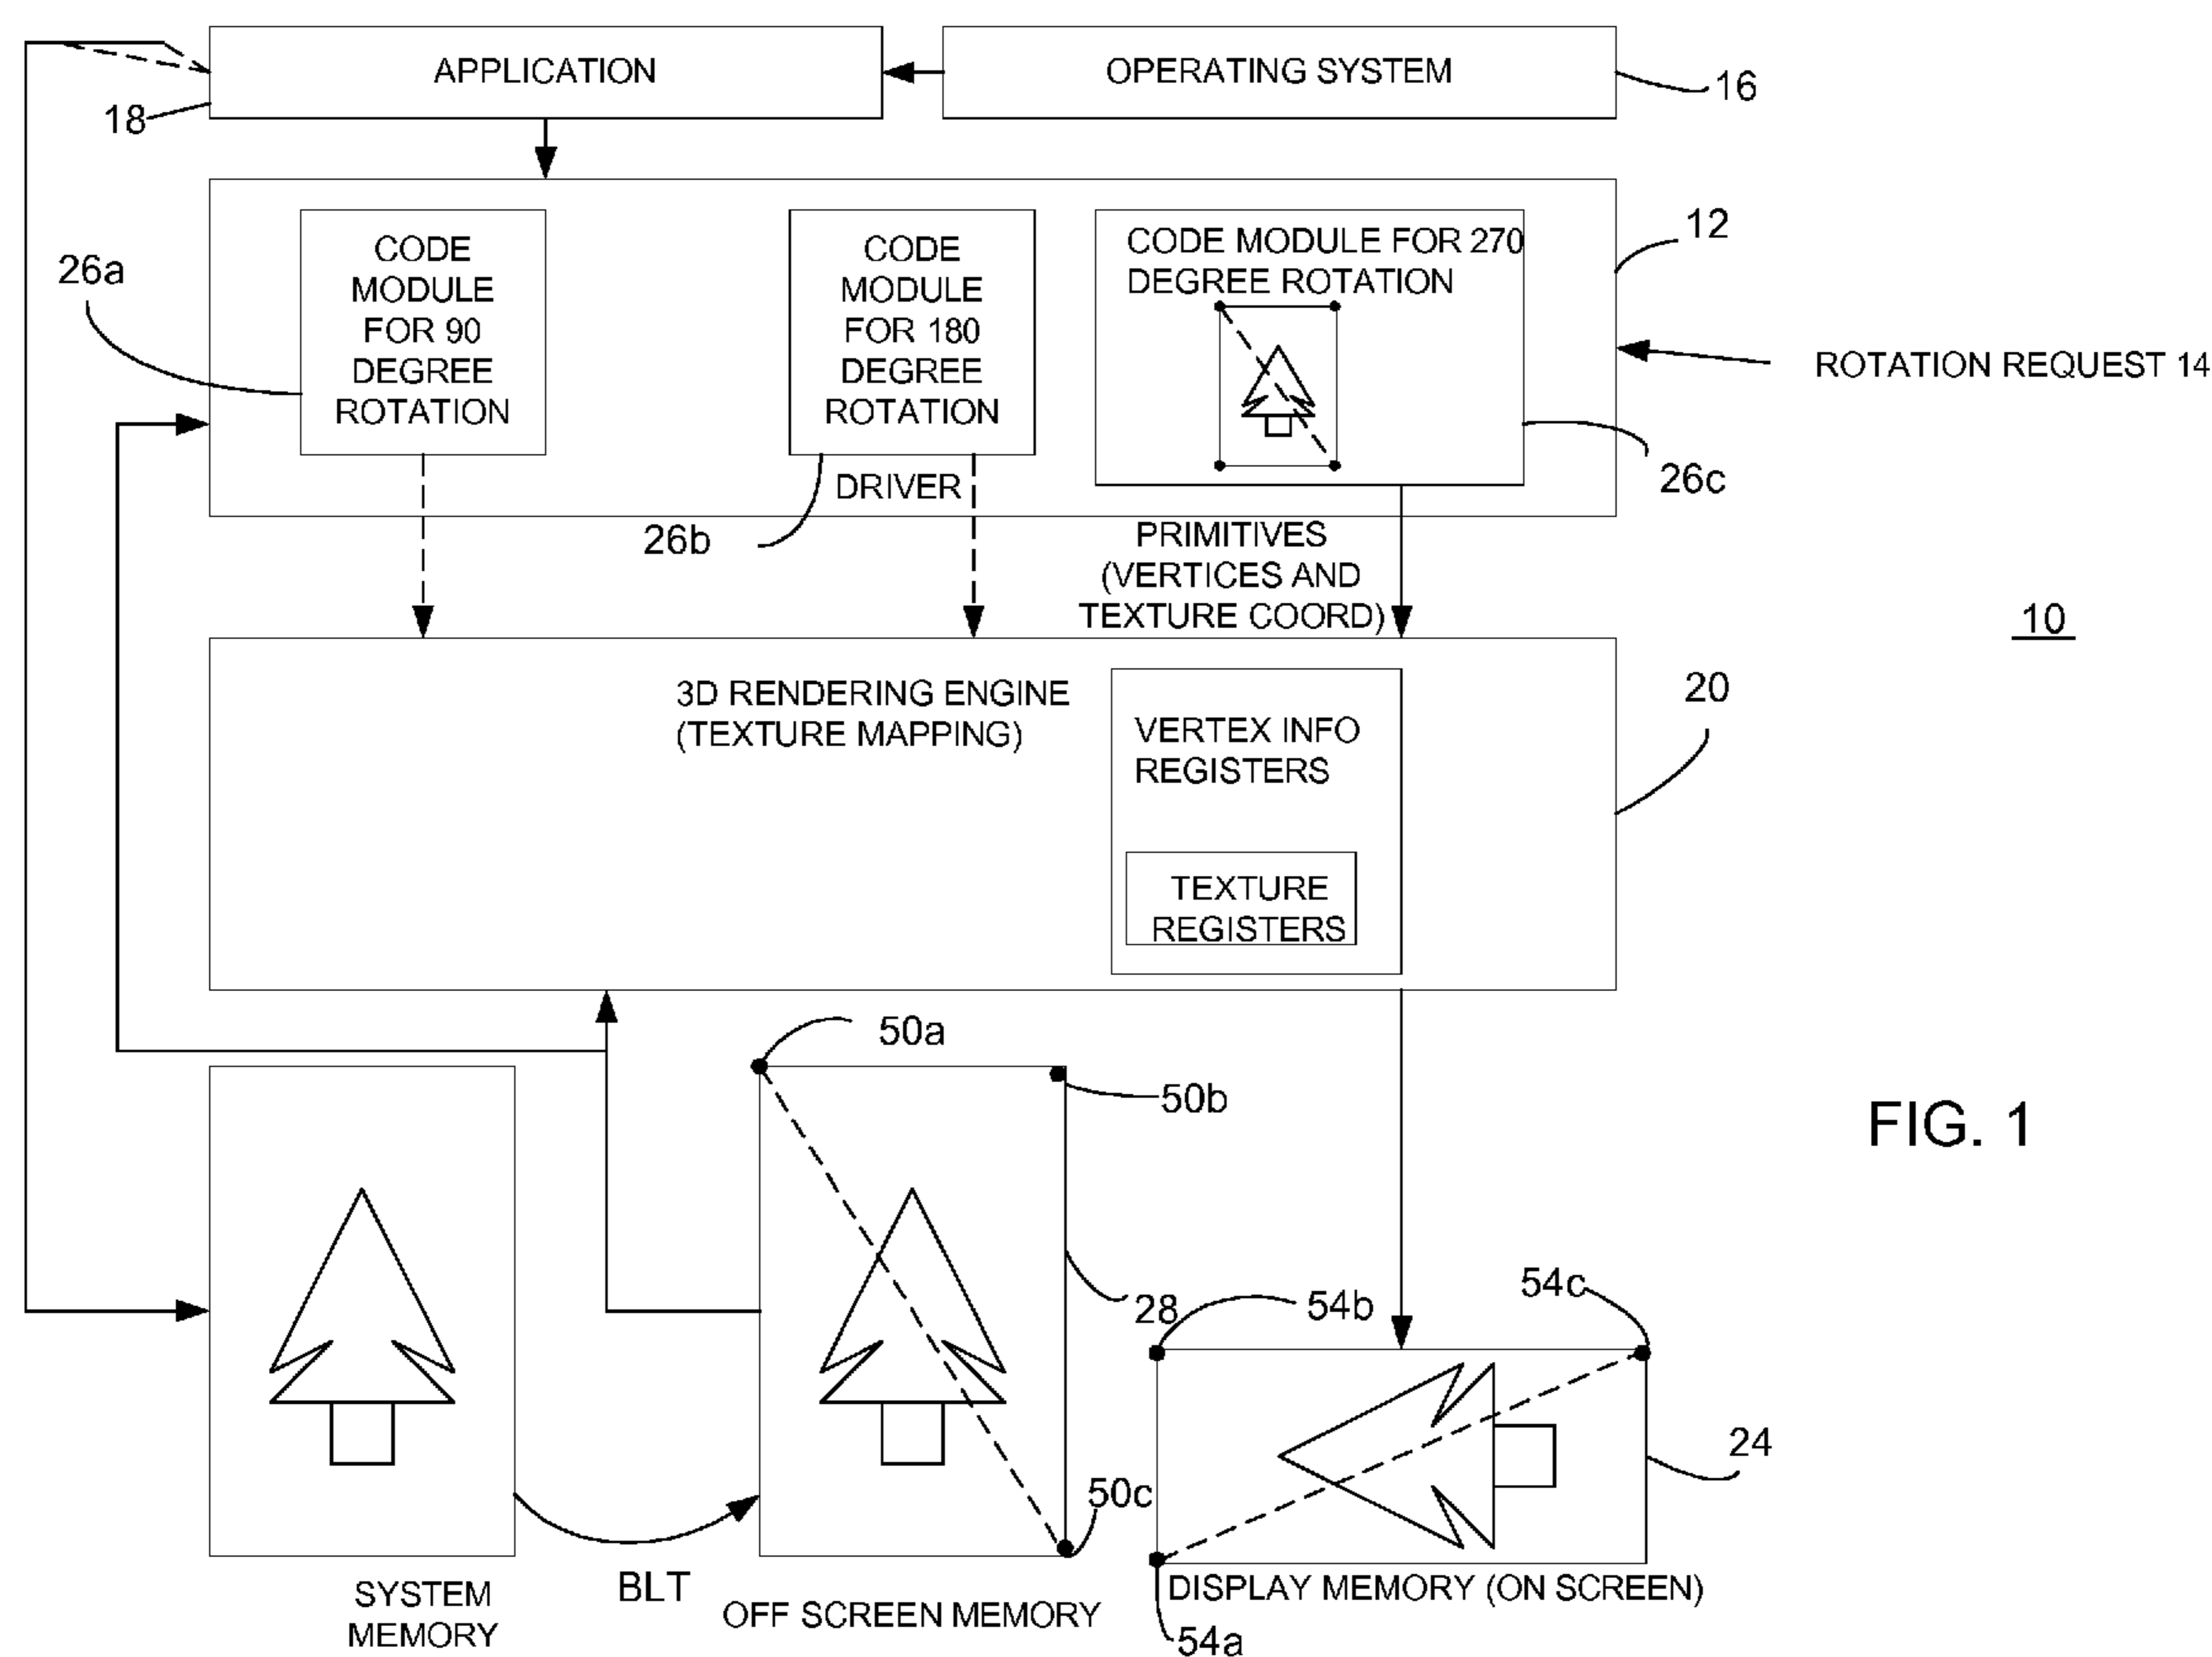 APPLICATION
OPERATING SYSTEM
16
18
CODE
MODULE
FOR 90
DEGREE
ROTATION
CODE
MODULE
FOR 180
DEGREE
ROTATION
CODE MODULE FOR 270
DEGREE ROTATION
12
26a
ROTATION REQUEST 14
26c
DRIVER
26b
PRIMITIVES
(VERTICES AND
TEXTURE COORD)
10
3D RENDERING ENGINE
(TEXTURE MAPPING)
VERTEX INFO
REGISTERS
20
TEXTURE
REGISTERS
50a
50b
FIG. 1
28
54b
54c
24
50c
SYSTEM
MEMORY
BLT
OFF SCREEN MEMORY
DISPLAY MEMORY (ON SCREEN)
54a